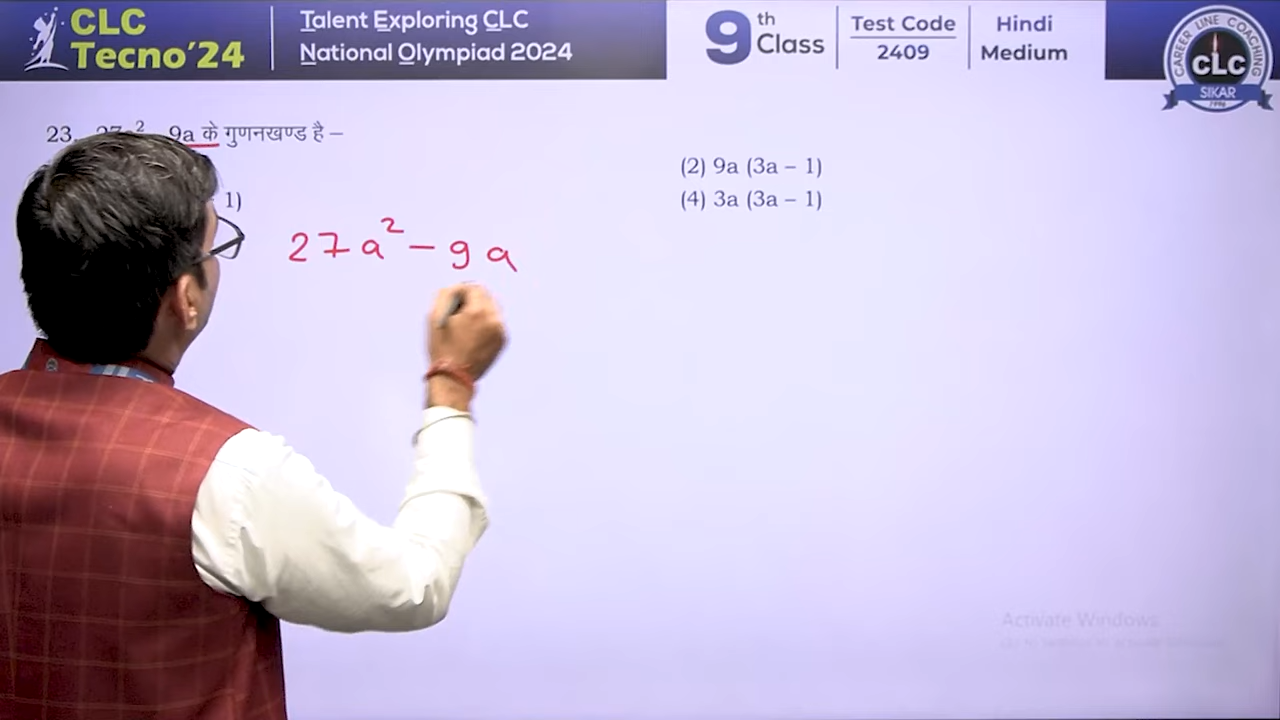 CLC
Tecno'24
Talent Exploring CLC
National Olympiad 2024
9th Class
Test Code
2409
Hindi
Medium
CAREER LINE COACHING
CLC
SIKAR
1996
23. 9a के गुणनखण्ड है –
(2) 9a (3a – 1)
1)
(4) 3a (3a – 1)
27a² – 9a
Activate Windows